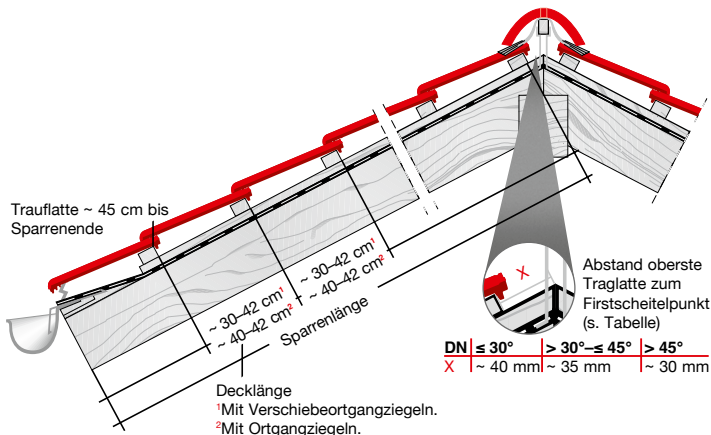 Trauflatte ~ 45 cm bis
Sparrenende
~ 30–42 cm¹
~ 40–42 cm²
~ 30–42 cm¹
~ 40–42 cm²
Sparrenlänge
Decklänge
¹Mit Verschiebeortgangziegeln.
²Mit Ortgangziegeln.
X
Abstand oberste
Traglatte zum
Firstscheitelpunkt
(s. Tabelle)
DN ≤ 30° > 30°–≤ 45° > 45°
X ~ 40 mm ~ 35 mm ~ 30 mm